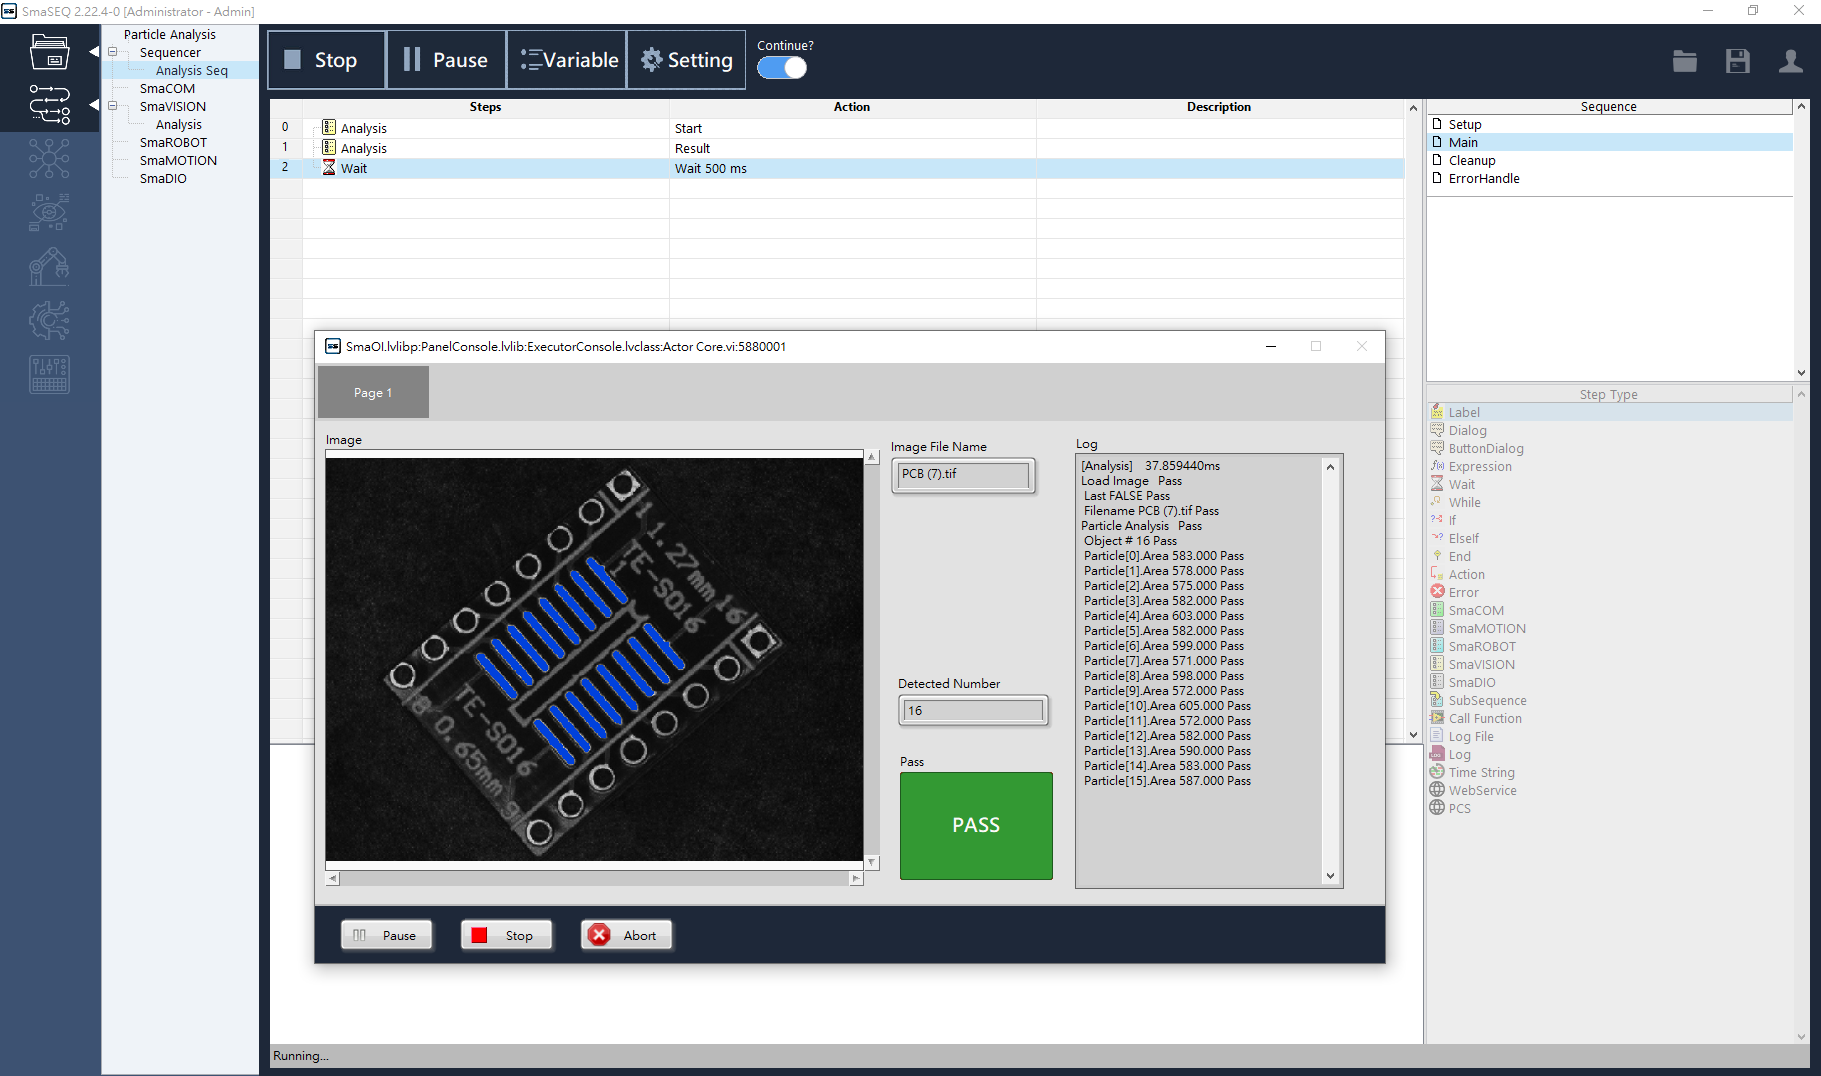 SmaSEQ 2.22.4-0 [Administrator - Admin]
Particle Analysis
Sequencer
Analysis Seq
SmaCOM
SmaVISION
Analysis
SmaROBOT
SmaMOTION
SmaDIO
Stop
Pause
Variable
Setting
Continue?
Steps Action Description
0 Analysis Start
1 Analysis Result
2 Wait Wait 500 ms
Sequence
Setup
Main
Cleanup
ErrorHandle
Step Type
Label
Dialog
ButtonDialog
Expression
Wait
While
If
ElseIf
End
Action
Error
SmaCOM
SmaMOTION
SmaROBOT
SmaVISION
SmaDIO
SubSequence
Call Function
Log File
Log
Time String
WebService
PCS
SmaOI.lvlibp:PanelConsole.lvlib:ExecutorConsole.lvclass:Actor Core.vi:5880001
Page 1
Image
1 1.27mm 16
TE-SO16
TE-SO16
8 0.65mm 9
Image File Name
PCB (7).tif
Detected Number
16
Pass
PASS
Log
[Analysis] 37.859440ms
Load Image Pass
Last FALSE Pass
Filename PCB (7).tif Pass
Particle Analysis Pass
Object # 16 Pass
Particle[0].Area 583.000 Pass
Particle[1].Area 578.000 Pass
Particle[2].Area 575.000 Pass
Particle[3].Area 582.000 Pass
Particle[4].Area 603.000 Pass
Particle[5].Area 582.000 Pass
Particle[6].Area 599.000 Pass
Particle[7].Area 571.000 Pass
Particle[8].Area 598.000 Pass
Particle[9].Area 572.000 Pass
Particle[10].Area 605.000 Pass
Particle[11].Area 572.000 Pass
Particle[12].Area 582.000 Pass
Particle[13].Area 590.000 Pass
Particle[14].Area 583.000 Pass
Particle[15].Area 587.000 Pass
Pause
Stop
Abort
Running...